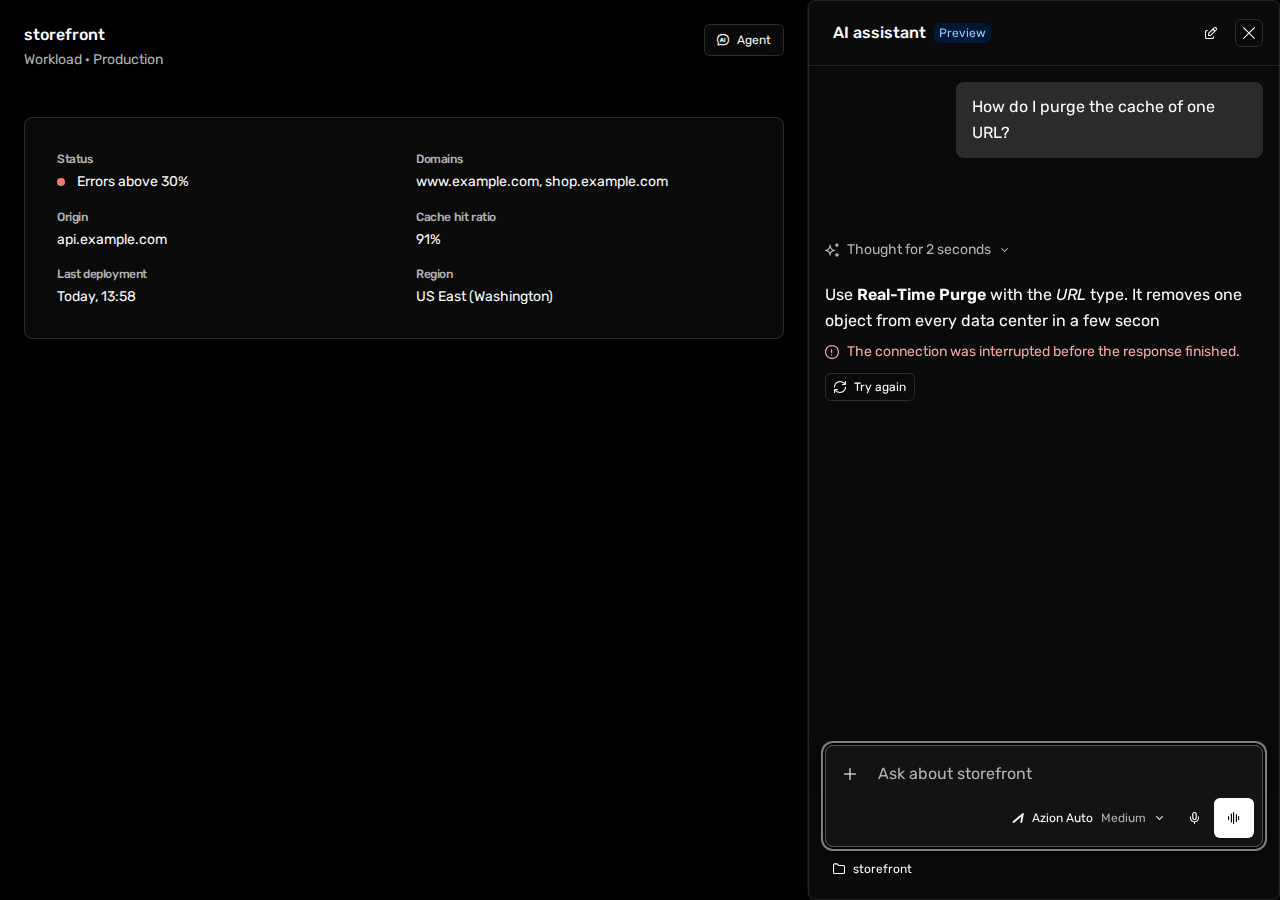 storefront
Workload • Production
Agent
Status
Errors above 30%
Domains
www.example.com, shop.example.com
Origin
api.example.com
Cache hit ratio
91%
Last deployment
Today, 13:58
Region
US East (Washington)
AI assistant
Preview
How do I purge the cache of one
URL?
Thought for 2 seconds
Use Real-Time Purge with the URL type. It removes one
object from every data center in a few secon
The connection was interrupted before the response finished.
Try again
Ask about storefront
Azion Auto Medium
storefront